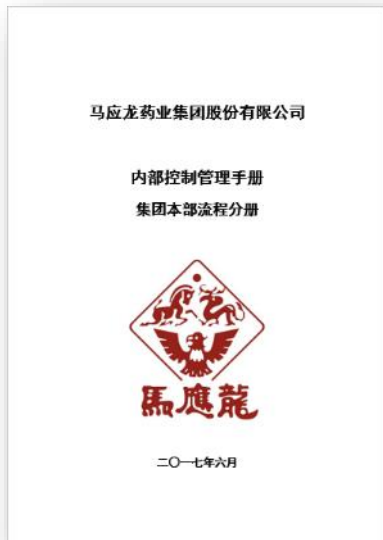 马应龙药业集团股份有限公司
内部控制管理手册
集团本部流程分册
馬應龍
二〇一七年六月